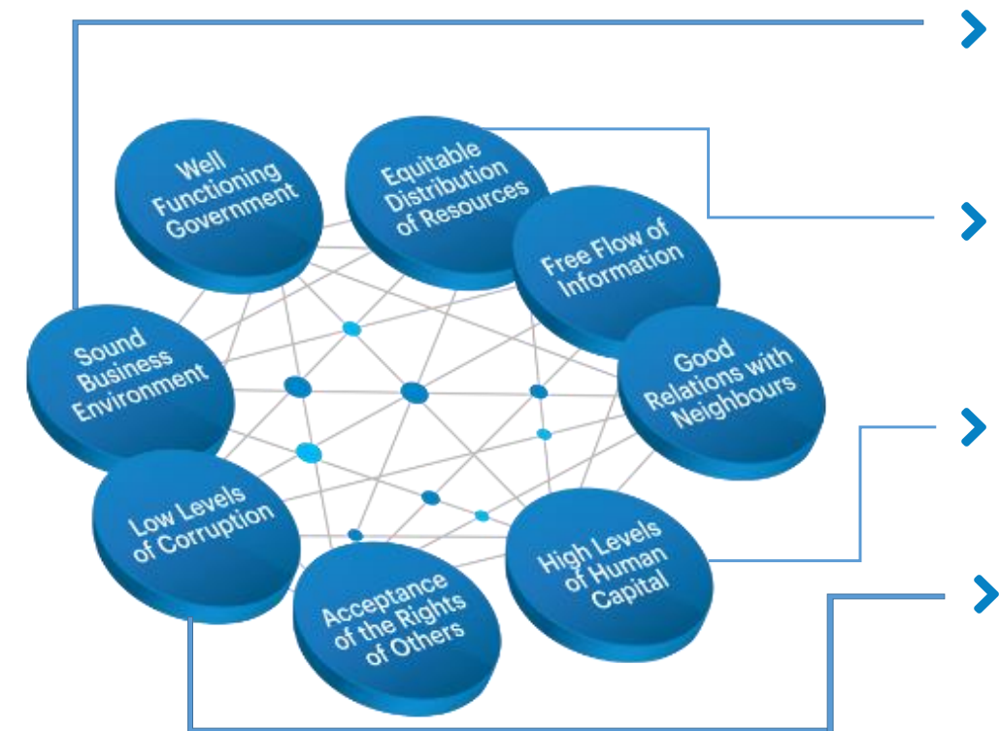 Well
Functioning
Government
Equitable
Distribution
of Resources
Free Flow of
Information
Good
Relations with
Neighbours
High Levels
of Human
Capital
Acceptance
of the Rights
of Others
Low Levels
of Corruption
Sound
Business
Environment